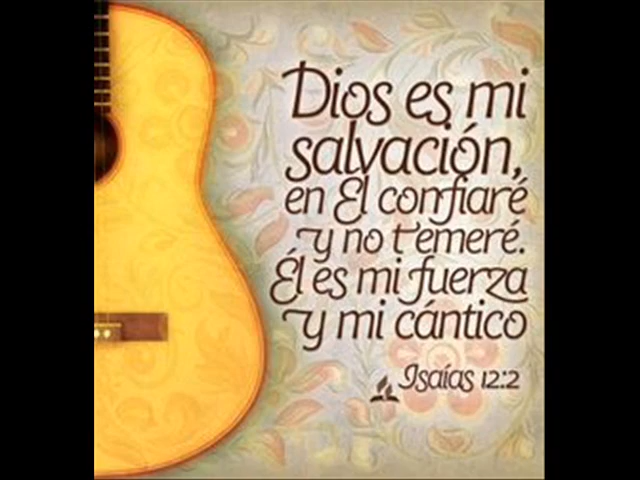 Dios es mi
salvación,
en Él confiaré
y no temeré.
Él es mi fuerza
y mi cántico
Isaías 12:2